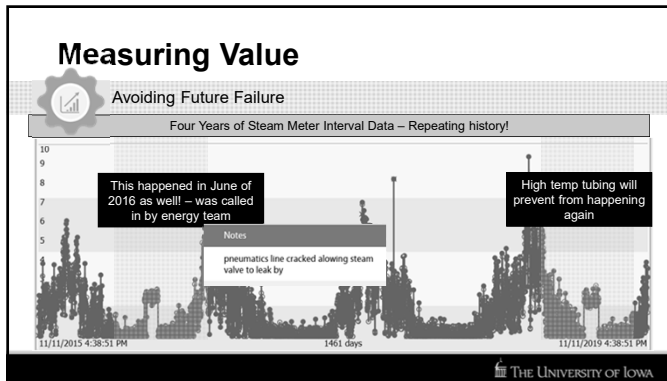 Measuring Value
Avoiding Future Failure
Four Years of Steam Meter Interval Data – Repeating history!
10
9
8
7
6
5
4
This happened in June of
2016 as well! – was called
in by energy team
High temp tubing will
prevent from happening
again
Notes
pneumatics line cracked alowing steam
valve to leak by
11/11/2015 4:38:51 PM
1461 days
11/11/2019 4:38:51 PM
THE UNIVERSITY OF IOWA